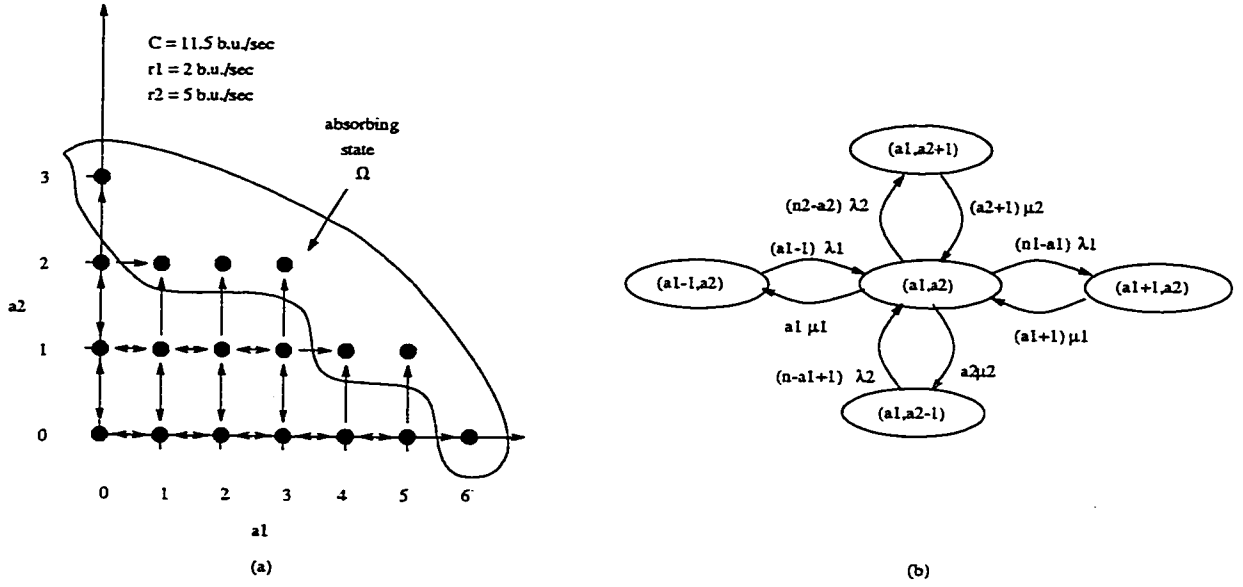 C = 11.5 b.u./sec
r1 = 2 b.u./sec
r2 = 5 b.u./sec
absorbing
state
Ω
3
2
a2
1
0
0 1 2 3 4 5 6
a1
(a)
(a1,a2+1)
(n2-a2) λ2
(a2+1) μ2
(a1-1) λ1
(n1-a1) λ1
(a1-1,a2)
(a1,a2)
(a1+1,a2)
a1 μ1
(a1+1) μ1
(n-a1+1) λ2
a2μ2
(a1,a2-1)
(b)